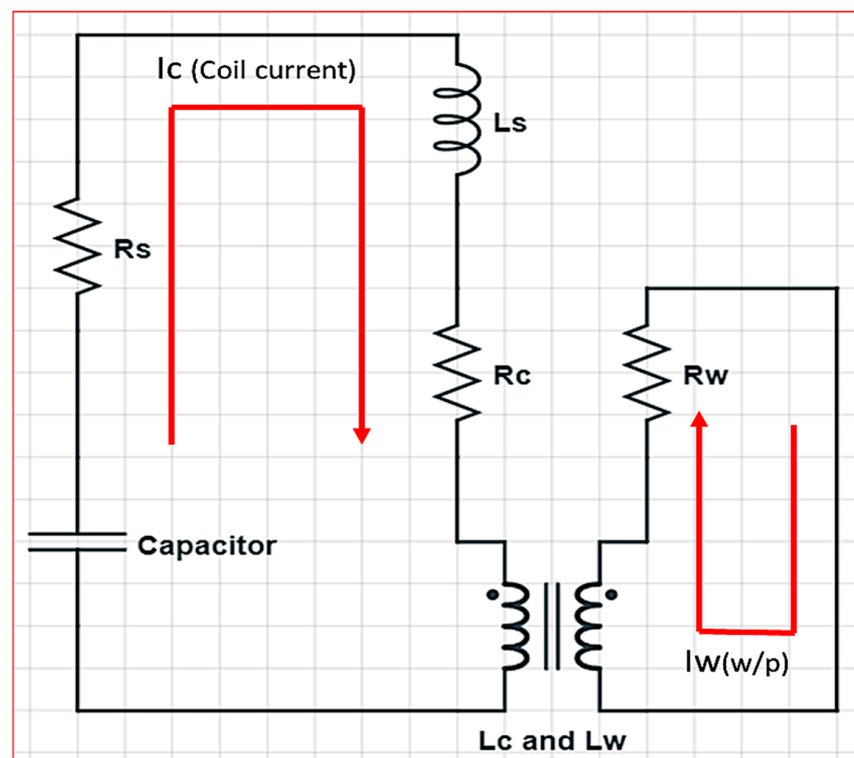 Ic (Coil current)
Ls
Rs
Rc
Rw
Capacitor
Iw(w/p)
Lc and Lw